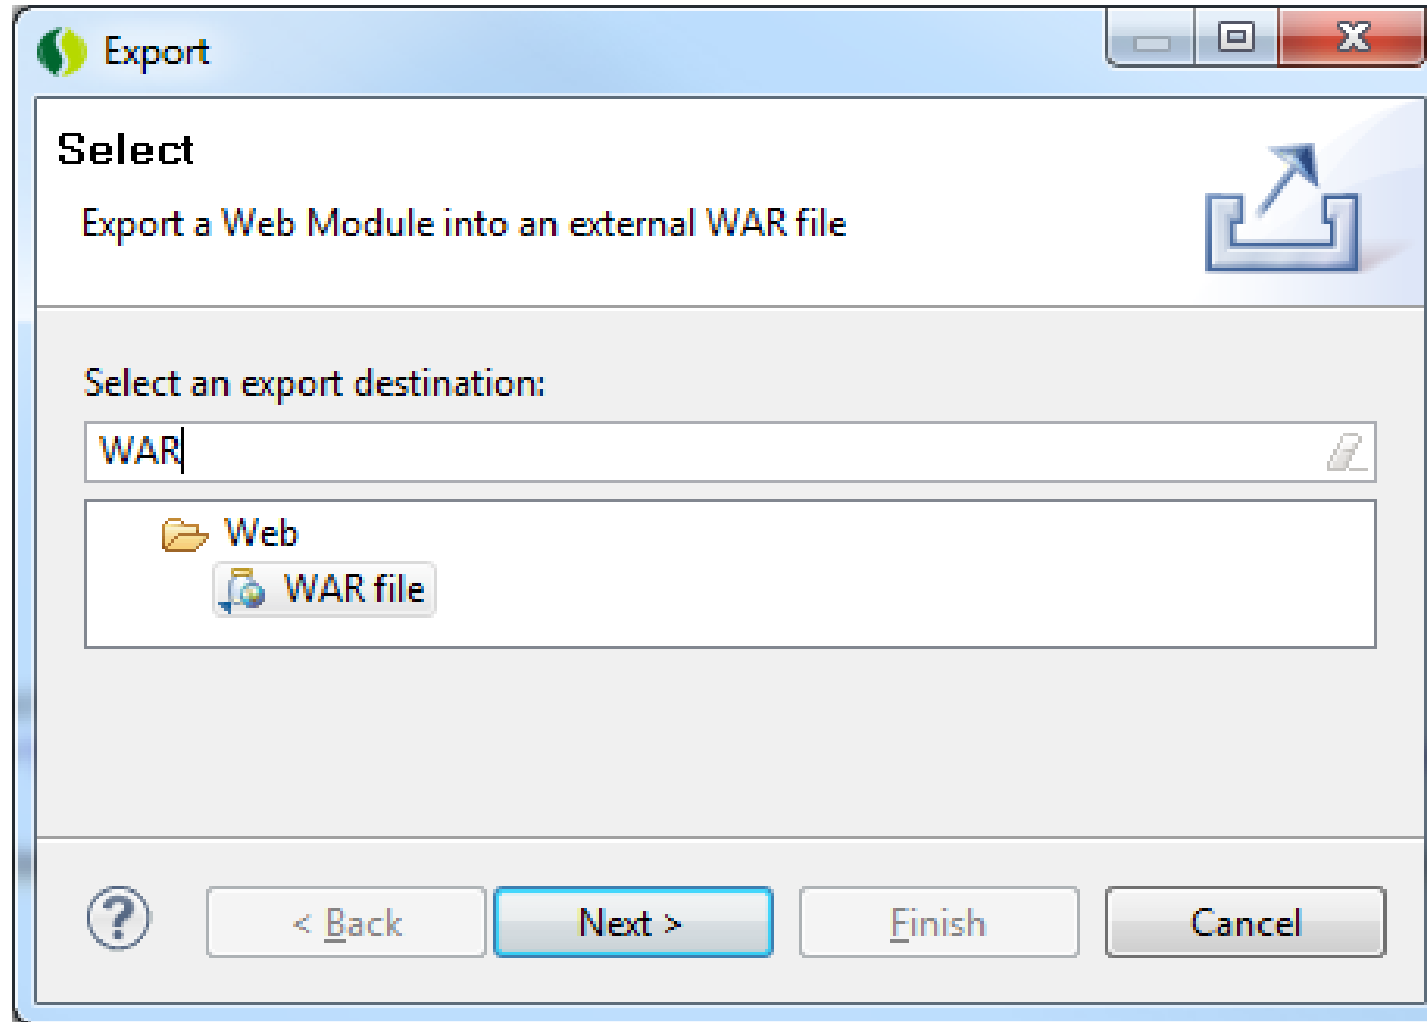 Export
Select
Export a Web Module into an external WAR file
Select an export destination:
WAR
Web
WAR file
? < Back Next > Finish Cancel